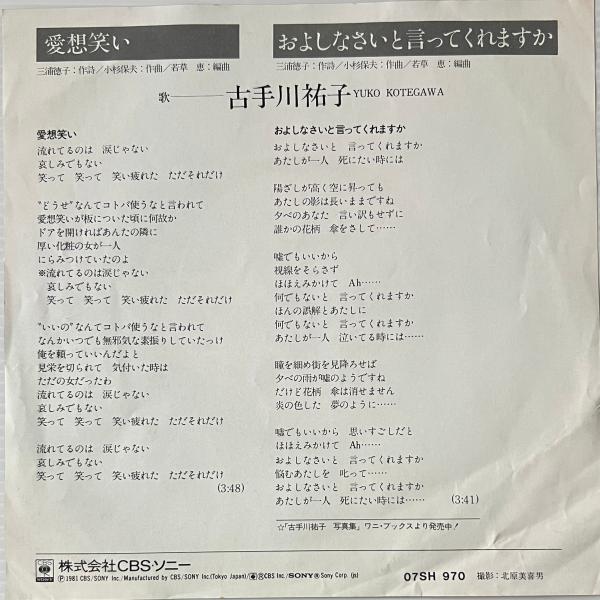 愛想笑い
三浦徳子：作詩／小杉保夫：作曲／若草　恵：編曲
およしなさいと言ってくれますか
三浦徳子：作詩／小杉保夫：作曲／若草　恵：編曲
歌――古手川祐子 YUKO KOTEGAWA
愛想笑い
流れてるのは　涙じゃない
哀しみでもない
笑って　笑って　笑い疲れた　ただそれだけ
“どうせ”なんてコトバ使うなと言われて
愛想笑いが板についた頃に何故か
ドアを開ければあんたの隣に
厚い化粧の女が一人
にらみつけていたのよ
※流れてるのは涙じゃない
哀しみでもない
笑って　笑って　笑い疲れた　ただそれだけ
“いいの”なんてコトバ使うなと言われて
なんかいつでも無邪気な素振りしていたっけ
俺を頼っていいんだよと
見栄を切られて　気付いた時は
ただの女だったわ
流れてるのは　涙じゃない
哀しみでもない
笑って　笑って　笑い疲れた　ただそれだけ
流れてるのは　涙じゃない
哀しみでもない
笑って　笑って　笑い疲れた　ただそれだけ
(3:48)
およしなさいと言ってくれますか
およしなさいと　言ってくれますか
あたしが一人　死にたい時には
陽ざしが高く空に昇っても
あたしの影は長いままですね
夕べのあなた　言い訳もせずに
誰かの花柄　傘をさして……
嘘でもいいから
視線をそらさず
ほほえみかけて　Ah……
何でもないと　言ってくれますか
ほんの誤解とあたしに
何でもないと　言ってくれますか
あたしが一人　泣いてる時には……
瞳を細め街を見降ろせば
夕べの雨が嘘のようですね
だけど花柄　傘は消せません
炎の色した　夢のように……
嘘でもいいから　思いすごしだと
ほほえみかけて　Ah……
およしなさいと　言ってくれますか
悩むあたしを　叱って……
およしなさいと　言ってくれますか
あたしが一人　死にたい時には……
(3:41)
☆「古手川祐子　写真集」ワニ・ブックスより発売中！
CBS SONY 株式会社CBS・ソニー
Ⓟ1981 CBS/SONY Inc./Manufactured by CBS/SONY Inc.(Tokyo Japan)/®CBS Inc./SONY® Sony Corp. (js)
07SH 970
撮影：北原美喜男